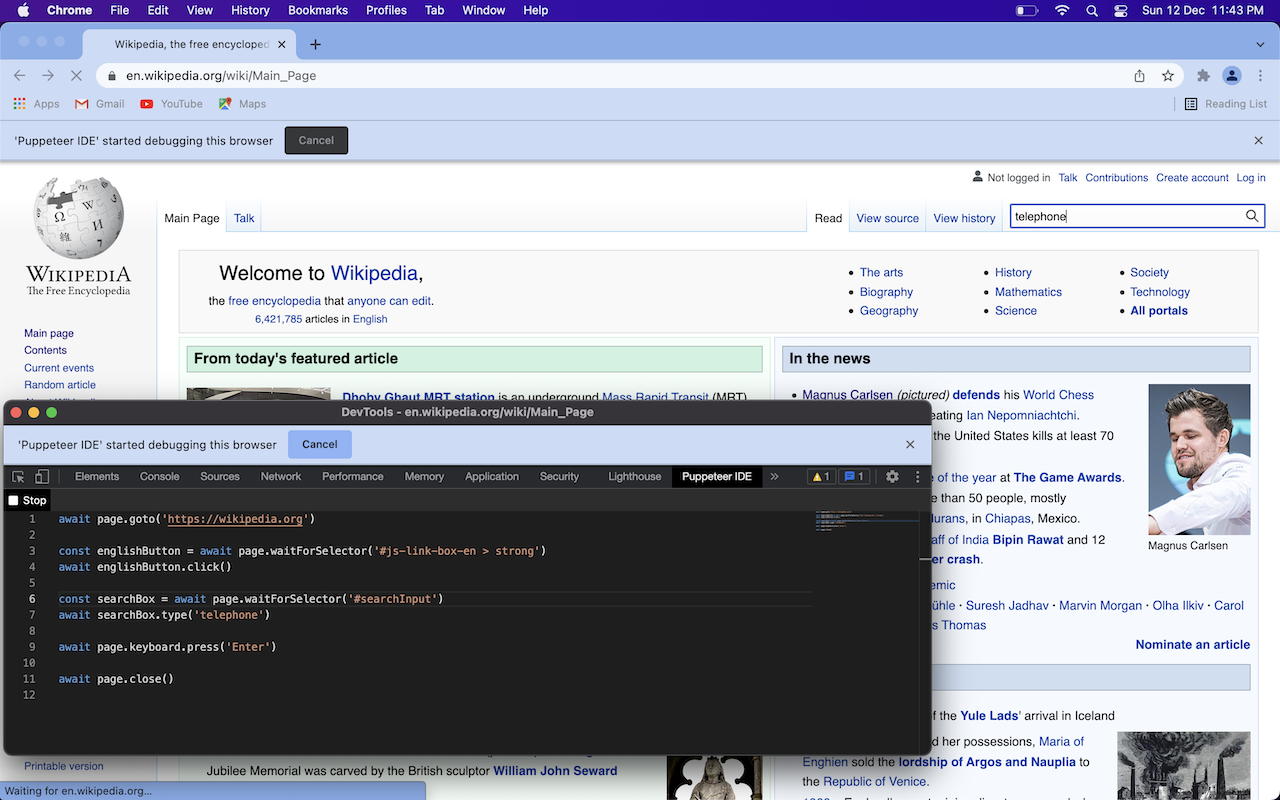 Chrome File Edit View History Bookmarks Profiles Tab Window Help Sun 12 Dec 11:43 PM
Wikipedia, the free encycloped
en.wikipedia.org/wiki/Main_Page
Apps Gmail YouTube Maps Reading List
'Puppeteer IDE' started debugging this browser Cancel
Not logged in Talk Contributions Create account Log in
Main Page Talk Read View source View history telephone
WIKIPEDIA
The Free Encyclopedia
Main page
Contents
Current events
Random article
Welcome to Wikipedia,
the free encyclopedia that anyone can edit.
6,421,785 articles in English
The arts
Biography
Geography
History
Mathematics
Science
Society
Technology
All portals
From today's featured article
Dhoby Ghaut MRT station is an underground Mass Rapid Transit (MRT)
In the news
Magnus Carlsen (pictured) defends his World Chess
eating Ian Nepomniachtchi.
the United States kills at least 70
e of the year at The Game Awards.
e than 50 people, mostly
lurans, in Chiapas, Mexico.
aff of India Bipin Rawat and 12
er crash.
emic
ühle · Suresh Jadhav · Marvin Morgan · Olha Ilkiv · Carol
s Thomas
Nominate an article
Magnus Carlsen
f the Yule Lads' arrival in Iceland
d her possessions, Maria of
Enghien sold the lordship of Argos and Nauplia to
the Republic of Venice.
DevTools - en.wikipedia.org/wiki/Main_Page
'Puppeteer IDE' started debugging this browser Cancel
Elements Console Sources Network Performance Memory Application Security Lighthouse Puppeteer IDE » 1 1
Stop
1 await page.goto('https://wikipedia.org')
2
3 const englishButton = await page.waitForSelector('#js-link-box-en > strong')
4 await englishButton.click()
5
6 const searchBox = await page.waitForSelector('#searchInput')
7 await searchBox.type('telephone')
8
9 await page.keyboard.press('Enter')
10
11 await page.close()
12
Printable version
Jubilee Memorial was carved by the British sculptor William John Seward
Waiting for en.wikipedia.org...